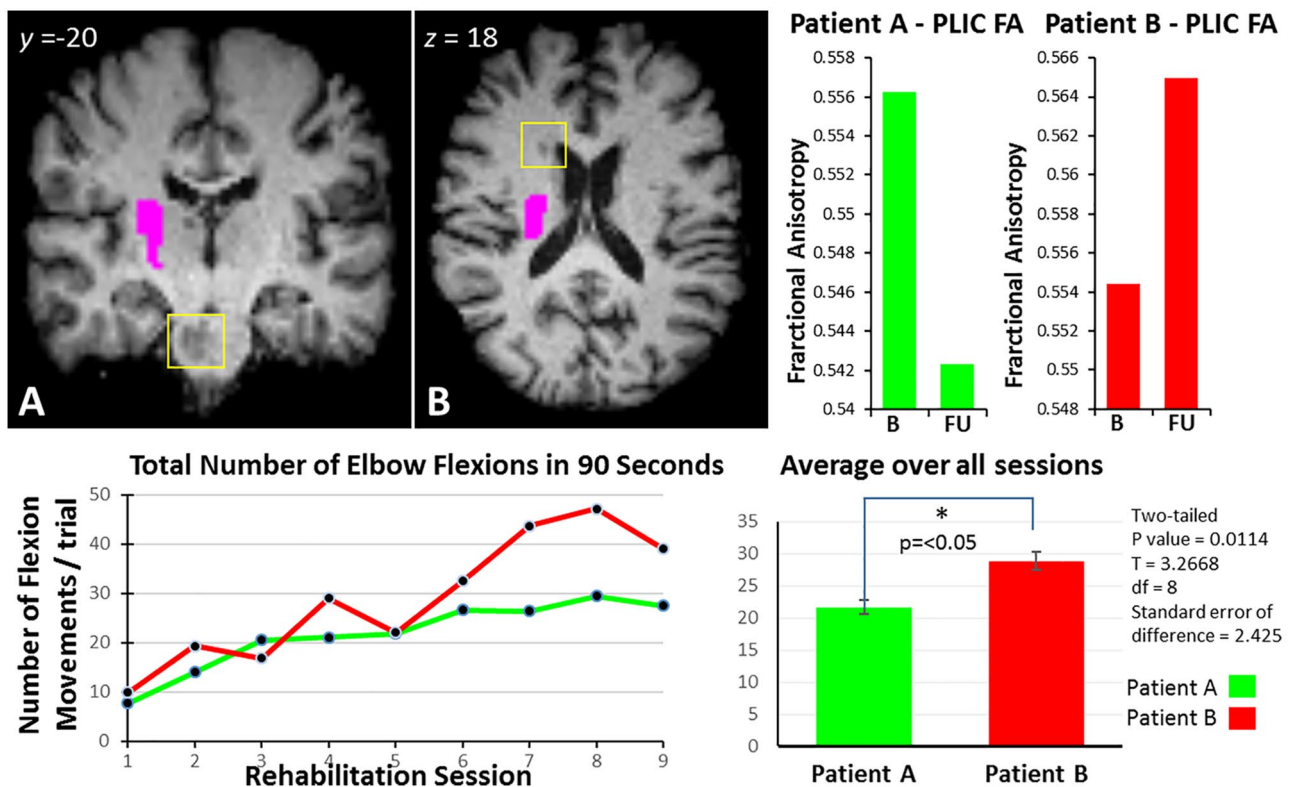 y =-20
z = 18
A
B
Patient A - PLIC FA
Frarctional Anisotropy
0.558
0.556
0.554
0.552
0.55
0.548
0.546
0.544
0.542
0.54
B
FU
Patient B - PLIC FA
Frarctional Anisotropy
0.566
0.564
0.562
0.56
0.556
0.554
0.552
0.55
0.548
B
FU
Total Number of Elbow Flexions in 90 Seconds
Number of Flexion
Movements / trial
50
40
30
20
10
0
1
2
3
4
5
6
7
8
9
Rehabilitation Session
Average over all sessions
35
30
25
20
15
10
5
0
*
p=<0.05
Patient A
Patient B
Two-tailed
P value = 0.0114
T = 3.2668
df = 8
Standard error of
difference = 2.425
Patient A
Patient B